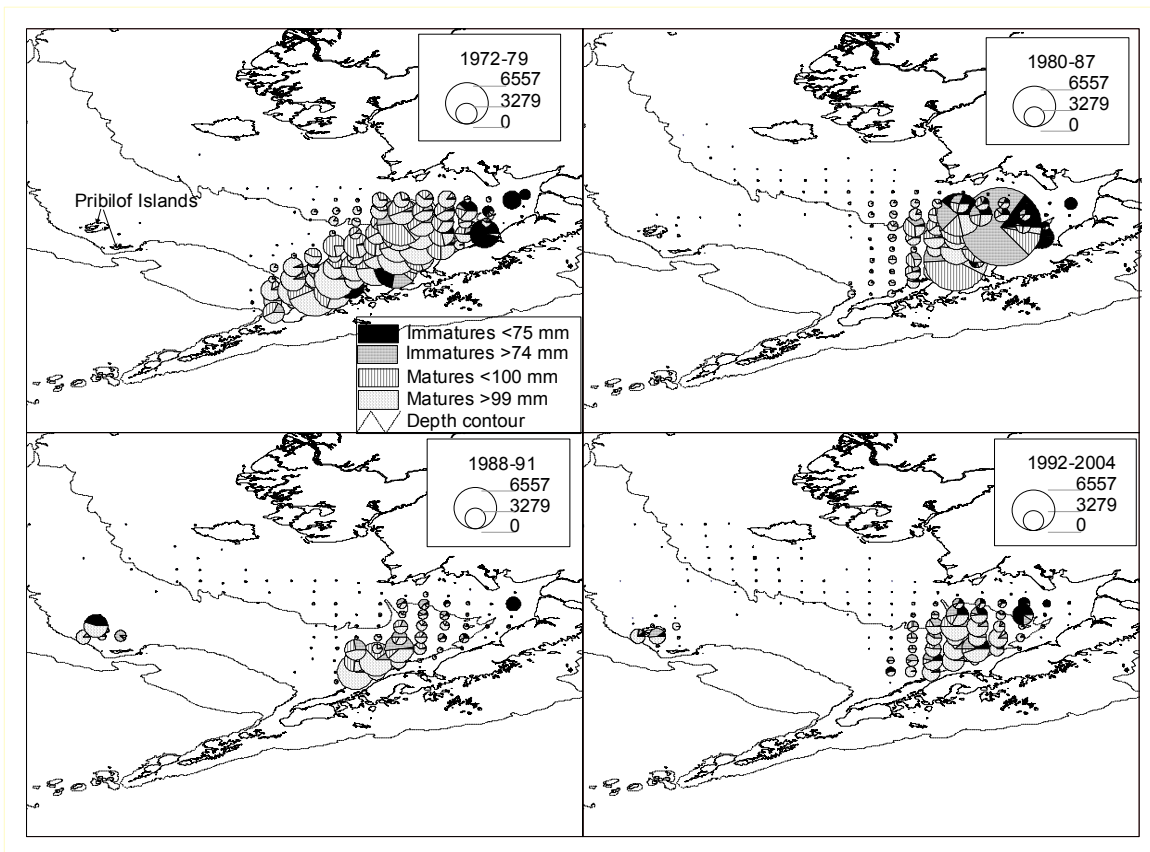 1972-79
6557
3279
0
Pribilof Islands
Immatures <75 mm
Immatures >74 mm
Matures <100 mm
Matures >99 mm
Depth contour
1980-87
6557
3279
0
1988-91
6557
3279
0
1992-2004
6557
3279
0